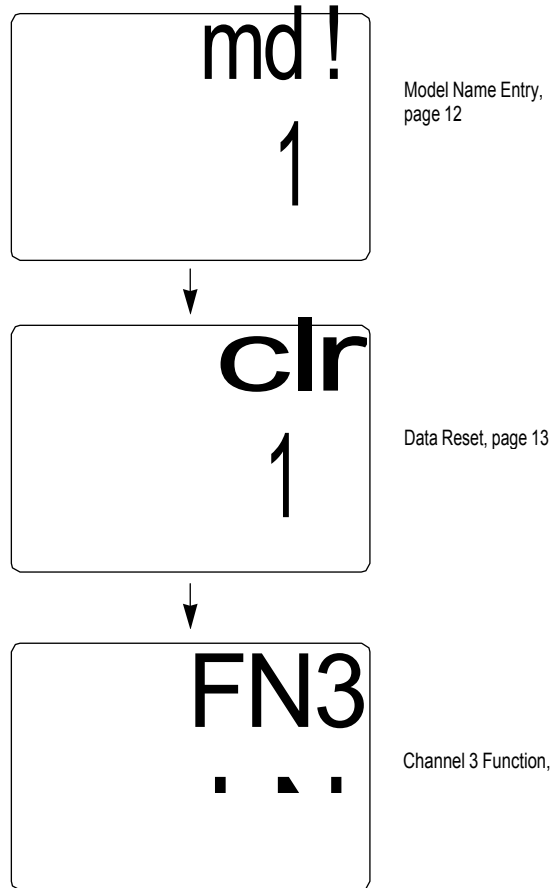 md !
Model Name Entry,
page 12
1
clr
Data Reset, page 13
1
FN3
Channel 3 Function,